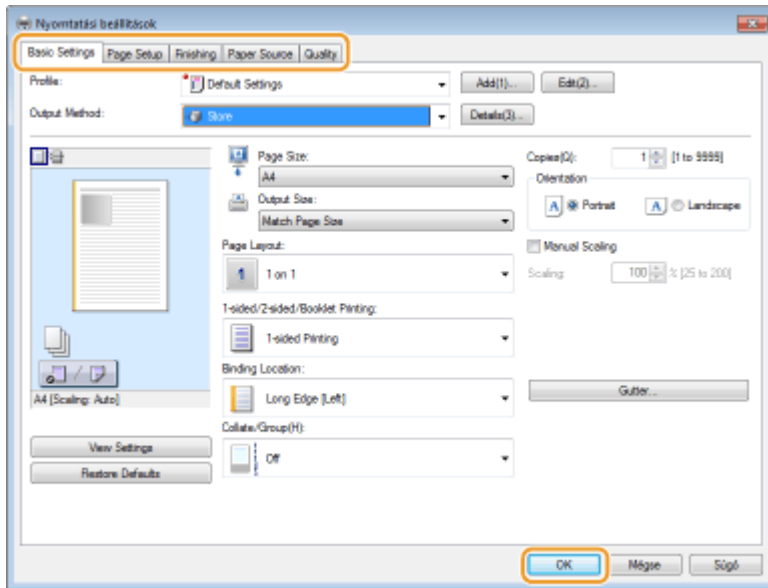 Nyomtatási beállítások
Basic Settings Page Setup Finishing Paper Source Quality
Profile: Default Settings Add(1)... Edit(2)...
Output Method: Store Details(3)...
Page Size: Copies(Q): 1 [1 to 9999]
A4 Orientation
Output Size: A Portrait A Landscape
Match Page Size
Page Layout: Manual Scaling
1 1 on 1 Scaling: 100 % [25 to 200]
1-sided/2-sided/Booklet Printing:
1-sided Printing
Binding Location:
A4 [Scaling: Auto] Long Edge [Left] Gutter...
Collate/Group(H):
View Settings Off
Restore Defaults
OK Mégse Súgó